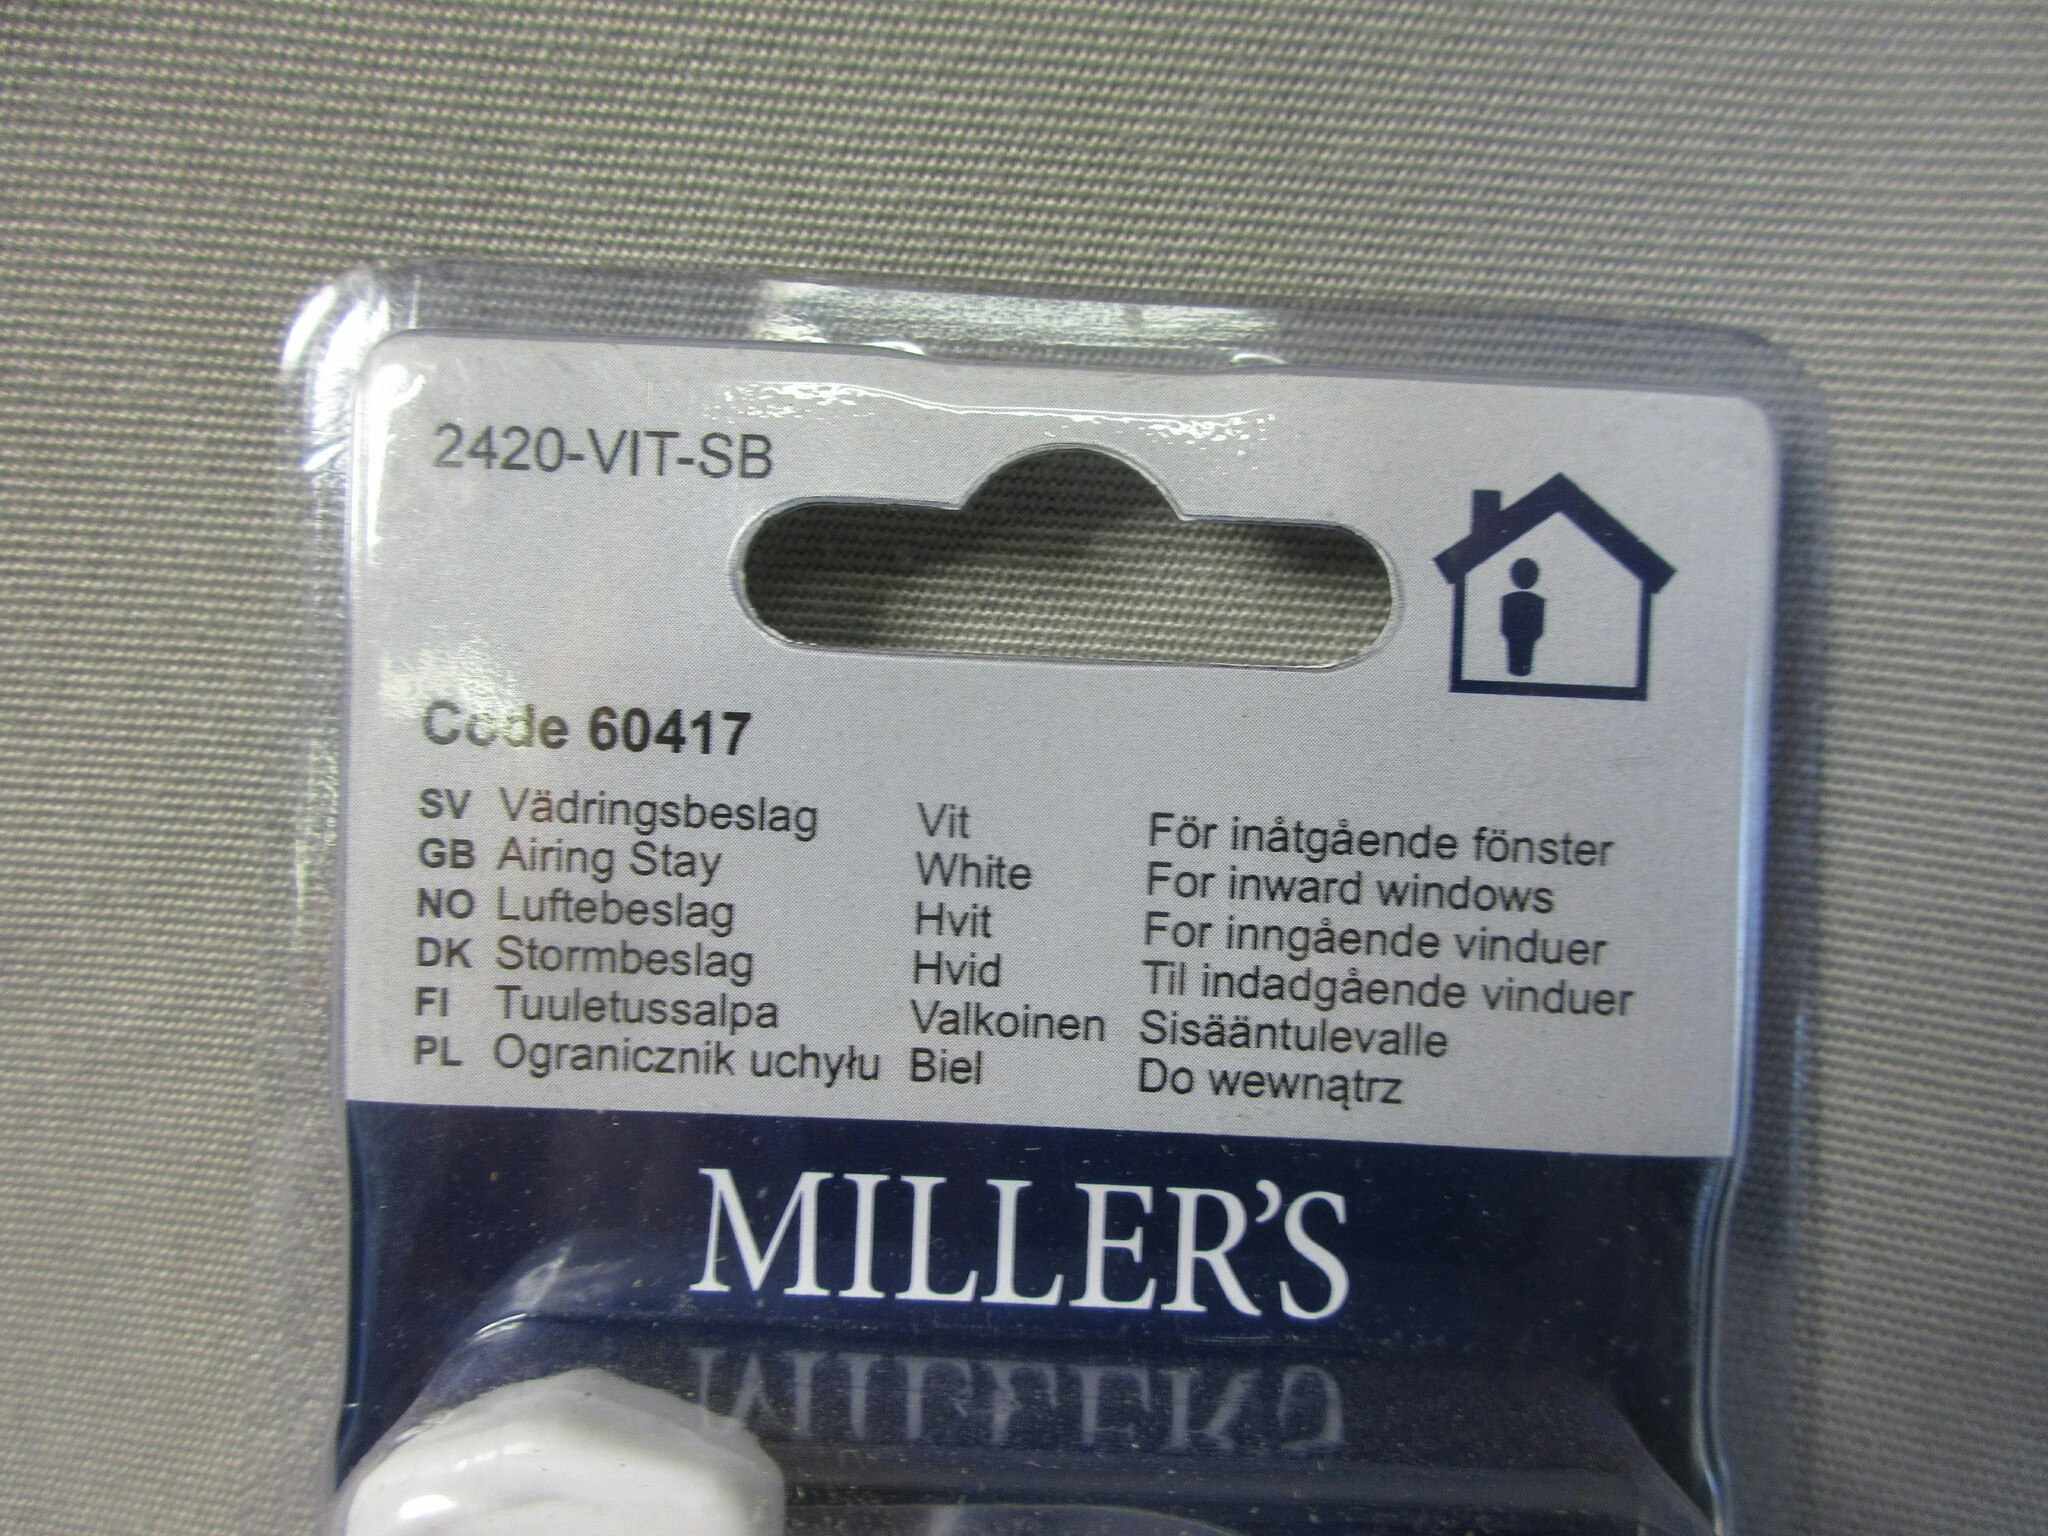 2420-VIT-SB
Code 60417
SV Vädringsbeslag Vit För inåtgående fönster
GB Airing Stay White For inward windows
NO Luftebeslag Hvit For inngående vinduer
DK Stormbeslag Hvid Til indadgående vinduer
FI Tuuletussalpa Valkoinen Sisääntulevalle
PL Ogranicznik uchyłu Biel Do wewnątrz
MILLER'S